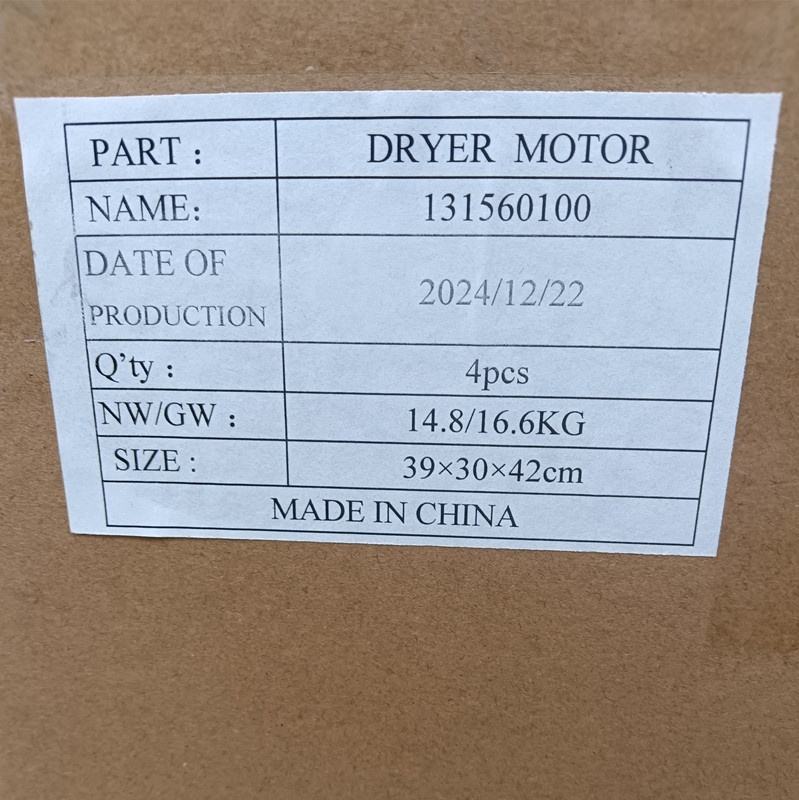 PART： DRYER MOTOR
NAME： 131560100
DATE OF
PRODUCTION 2024/12/22
Q’ty： 4pcs
NW/GW： 14.8/16.6KG
SIZE： 39×30×42cm
MADE IN CHINA